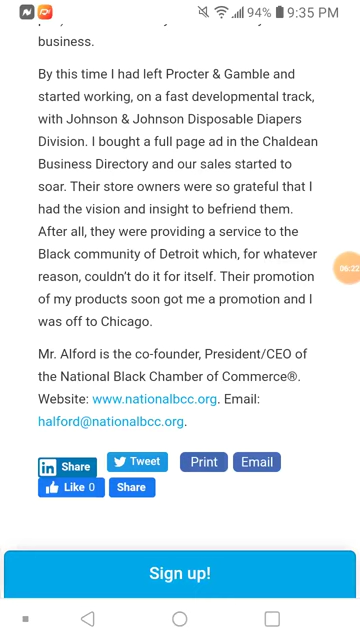 94% 9:35 PM
business.
By this time I had left Procter & Gamble and
started working, on a fast developmental track,
with Johnson & Johnson Disposable Diapers
Division. I bought a full page ad in the Chaldean
Business Directory and our sales started to
soar. Their store owners were so grateful that I
had the vision and insight to befriend them.
After all, they were providing a service to the
Black community of Detroit which, for whatever
reason, couldn't do it for itself. Their promotion
of my products soon got me a promotion and I
was off to Chicago.
06:22
Mr. Alford is the co-founder, President/CEO of
the National Black Chamber of Commerce®.
Website: www.nationalbcc.org. Email:
halford@nationalbcc.org.
in Share Tweet Print Email
Like 0 Share
Sign up!